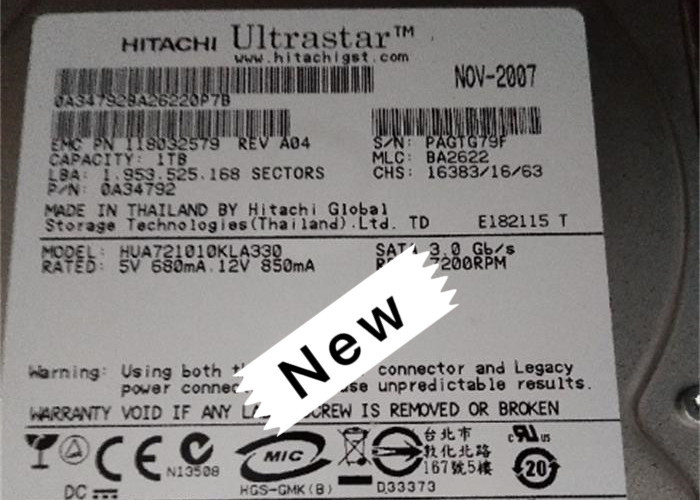 HITACHI Ultrastar™
www.hitachigst.com
NOV-2007
0A34792BA26220P7B
EMC PN 118032579 REV A04
S/N: PAGTG79F
CAPACITY: 1TB
MLC: BA2622
LBA: 1.953.525.168 SECTORS
CHS: 16383/16/63
P/N: 0A34792
MADE IN THAILAND BY Hitachi Global
Storage Technologies(Thailand).Ltd. TD E182115 T
MODEL: HUA721010KLA330
SATA 3.0 Gb/s
RATED: 5V 680mA.12V 850mA
7200RPM
New
Warning: Using both connector and Legacy
power unpredictable results.
WARRANTY VOID IF ANY SCREW IS REMOVED OR BROKEN
CE
N13508
MIC
HGS-GMK(B)
D33373
台北市
敦化北路
167號5樓
c UL us
20
DC